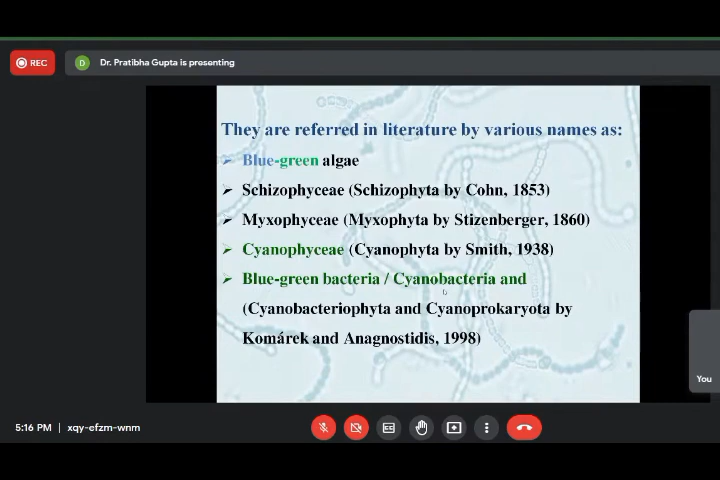 REC
D
Dr. Pratibha Gupta is presenting
They are referred in literature by various names as:
Blue-green algae
Schizophyceae (Schizophyta by Cohn, 1853)
Myxophyceae (Myxophyta by Stizenberger, 1860)
Cyanophyceae (Cyanophyta by Smith, 1938)
Blue-green bacteria / Cyanobacteria and
(Cyanobacteriophyta and Cyanoprokaryota by
Komárek and Anagnostidis, 1998)
You
5:16 PM | xqy-efzm-wnm